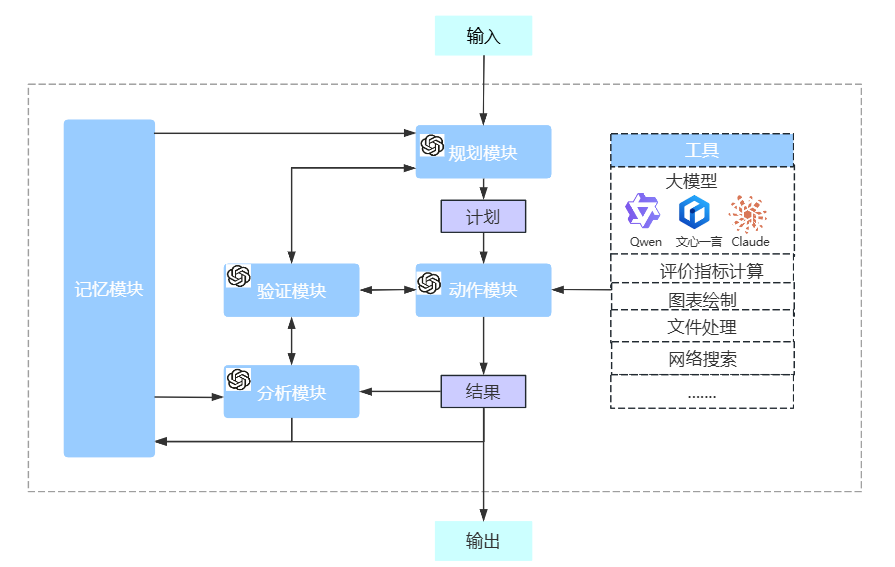 输入
规划模块
计划
记忆模块
验证模块
动作模块
分析模块
结果
输出
工具
大模型
Qwen
文心一言
Claude
评价指标计算
图表绘制
文件处理
网络搜索
.......